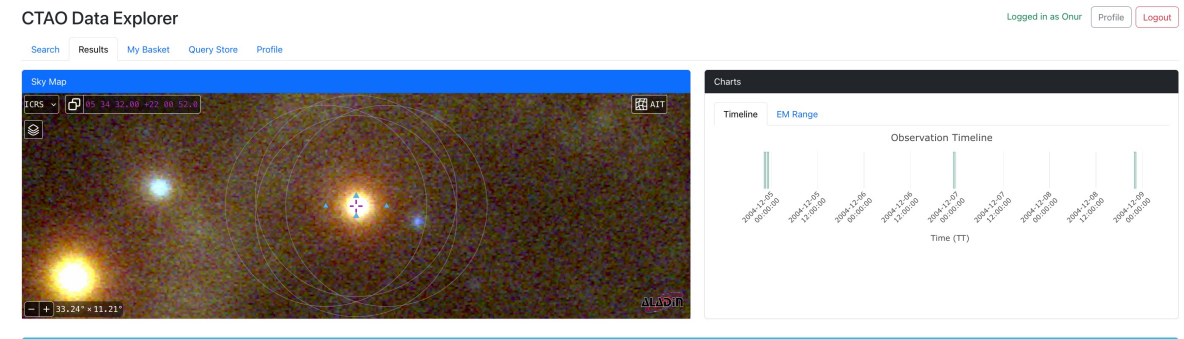 CTAO Data Explorer
Logged in as Onur Profile Logout
Search Results My Basket Query Store Profile
Sky Map
ICRS 05 34 32.00 +22 00 52.0 AIT
33.24" × 11.21"
ALADiN
Charts
Timeline EM Range
Observation Timeline
2004-12-05 00:00:00
2004-12-05 12:00:00
2004-12-06 00:00:00
2004-12-06 12:00:00
2004-12-07 00:00:00
2004-12-07 12:00:00
2004-12-08 00:00:00
2004-12-08 12:00:00
2004-12-09 00:00:00
Time (TT)